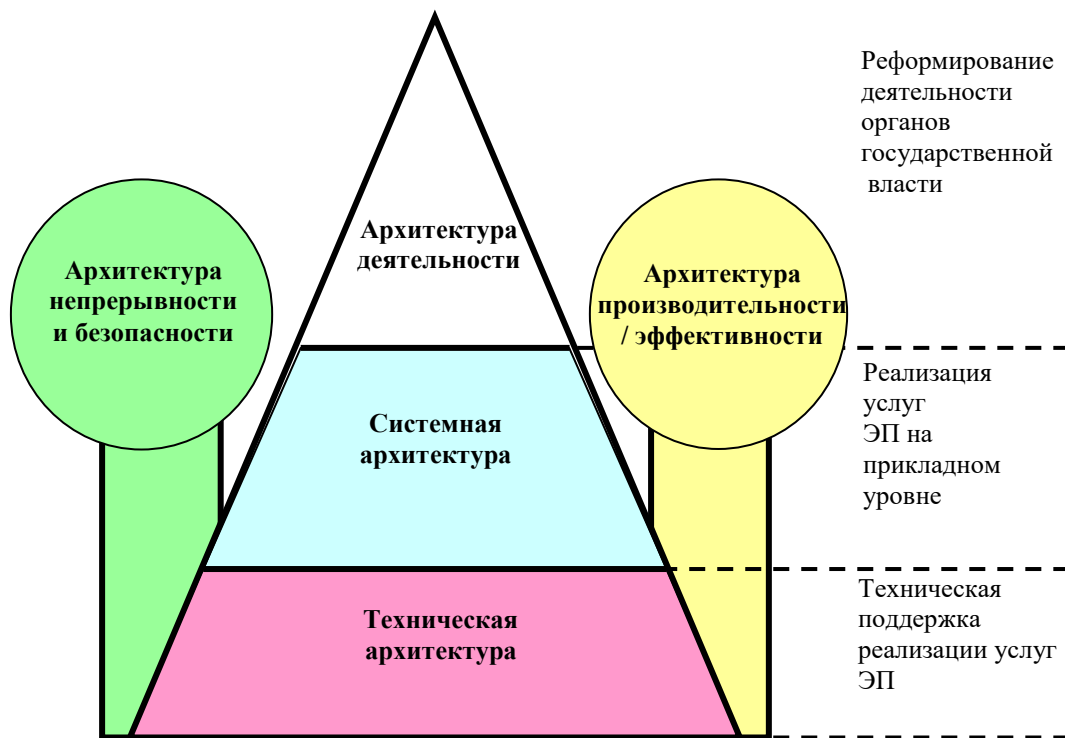 Реформирование
деятельности
органов
государственной
власти
Архитектура
деятельности
Архитектура
непрерывности
и безопасности
Архитектура
производительности
/ эффективности
Системная
архитектура
Реализация
услуг
ЭП на
прикладном
уровне
Техническая
архитектура
Техническая
поддержка
реализации услуг
ЭП